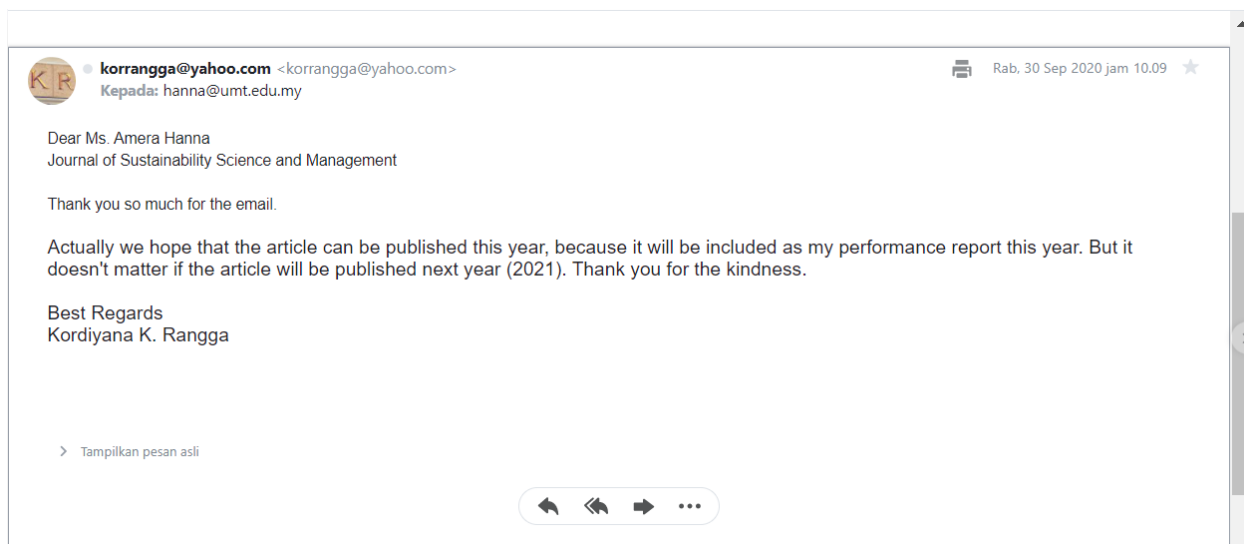 KR
korrangga@yahoo.com <korrangga@yahoo.com>
Rab, 30 Sep 2020 jam 10.09
Kepada: hanna@umt.edu.my
Dear Ms. Amera Hanna
Journal of Sustainability Science and Management
Thank you so much for the email.
Actually we hope that the article can be published this year, because it will be included as my performance report this year. But it
doesn't matter if the article will be published next year (2021). Thank you for the kindness.
Best Regards
Kordiyana K. Rangga
Tampilkan pesan asli